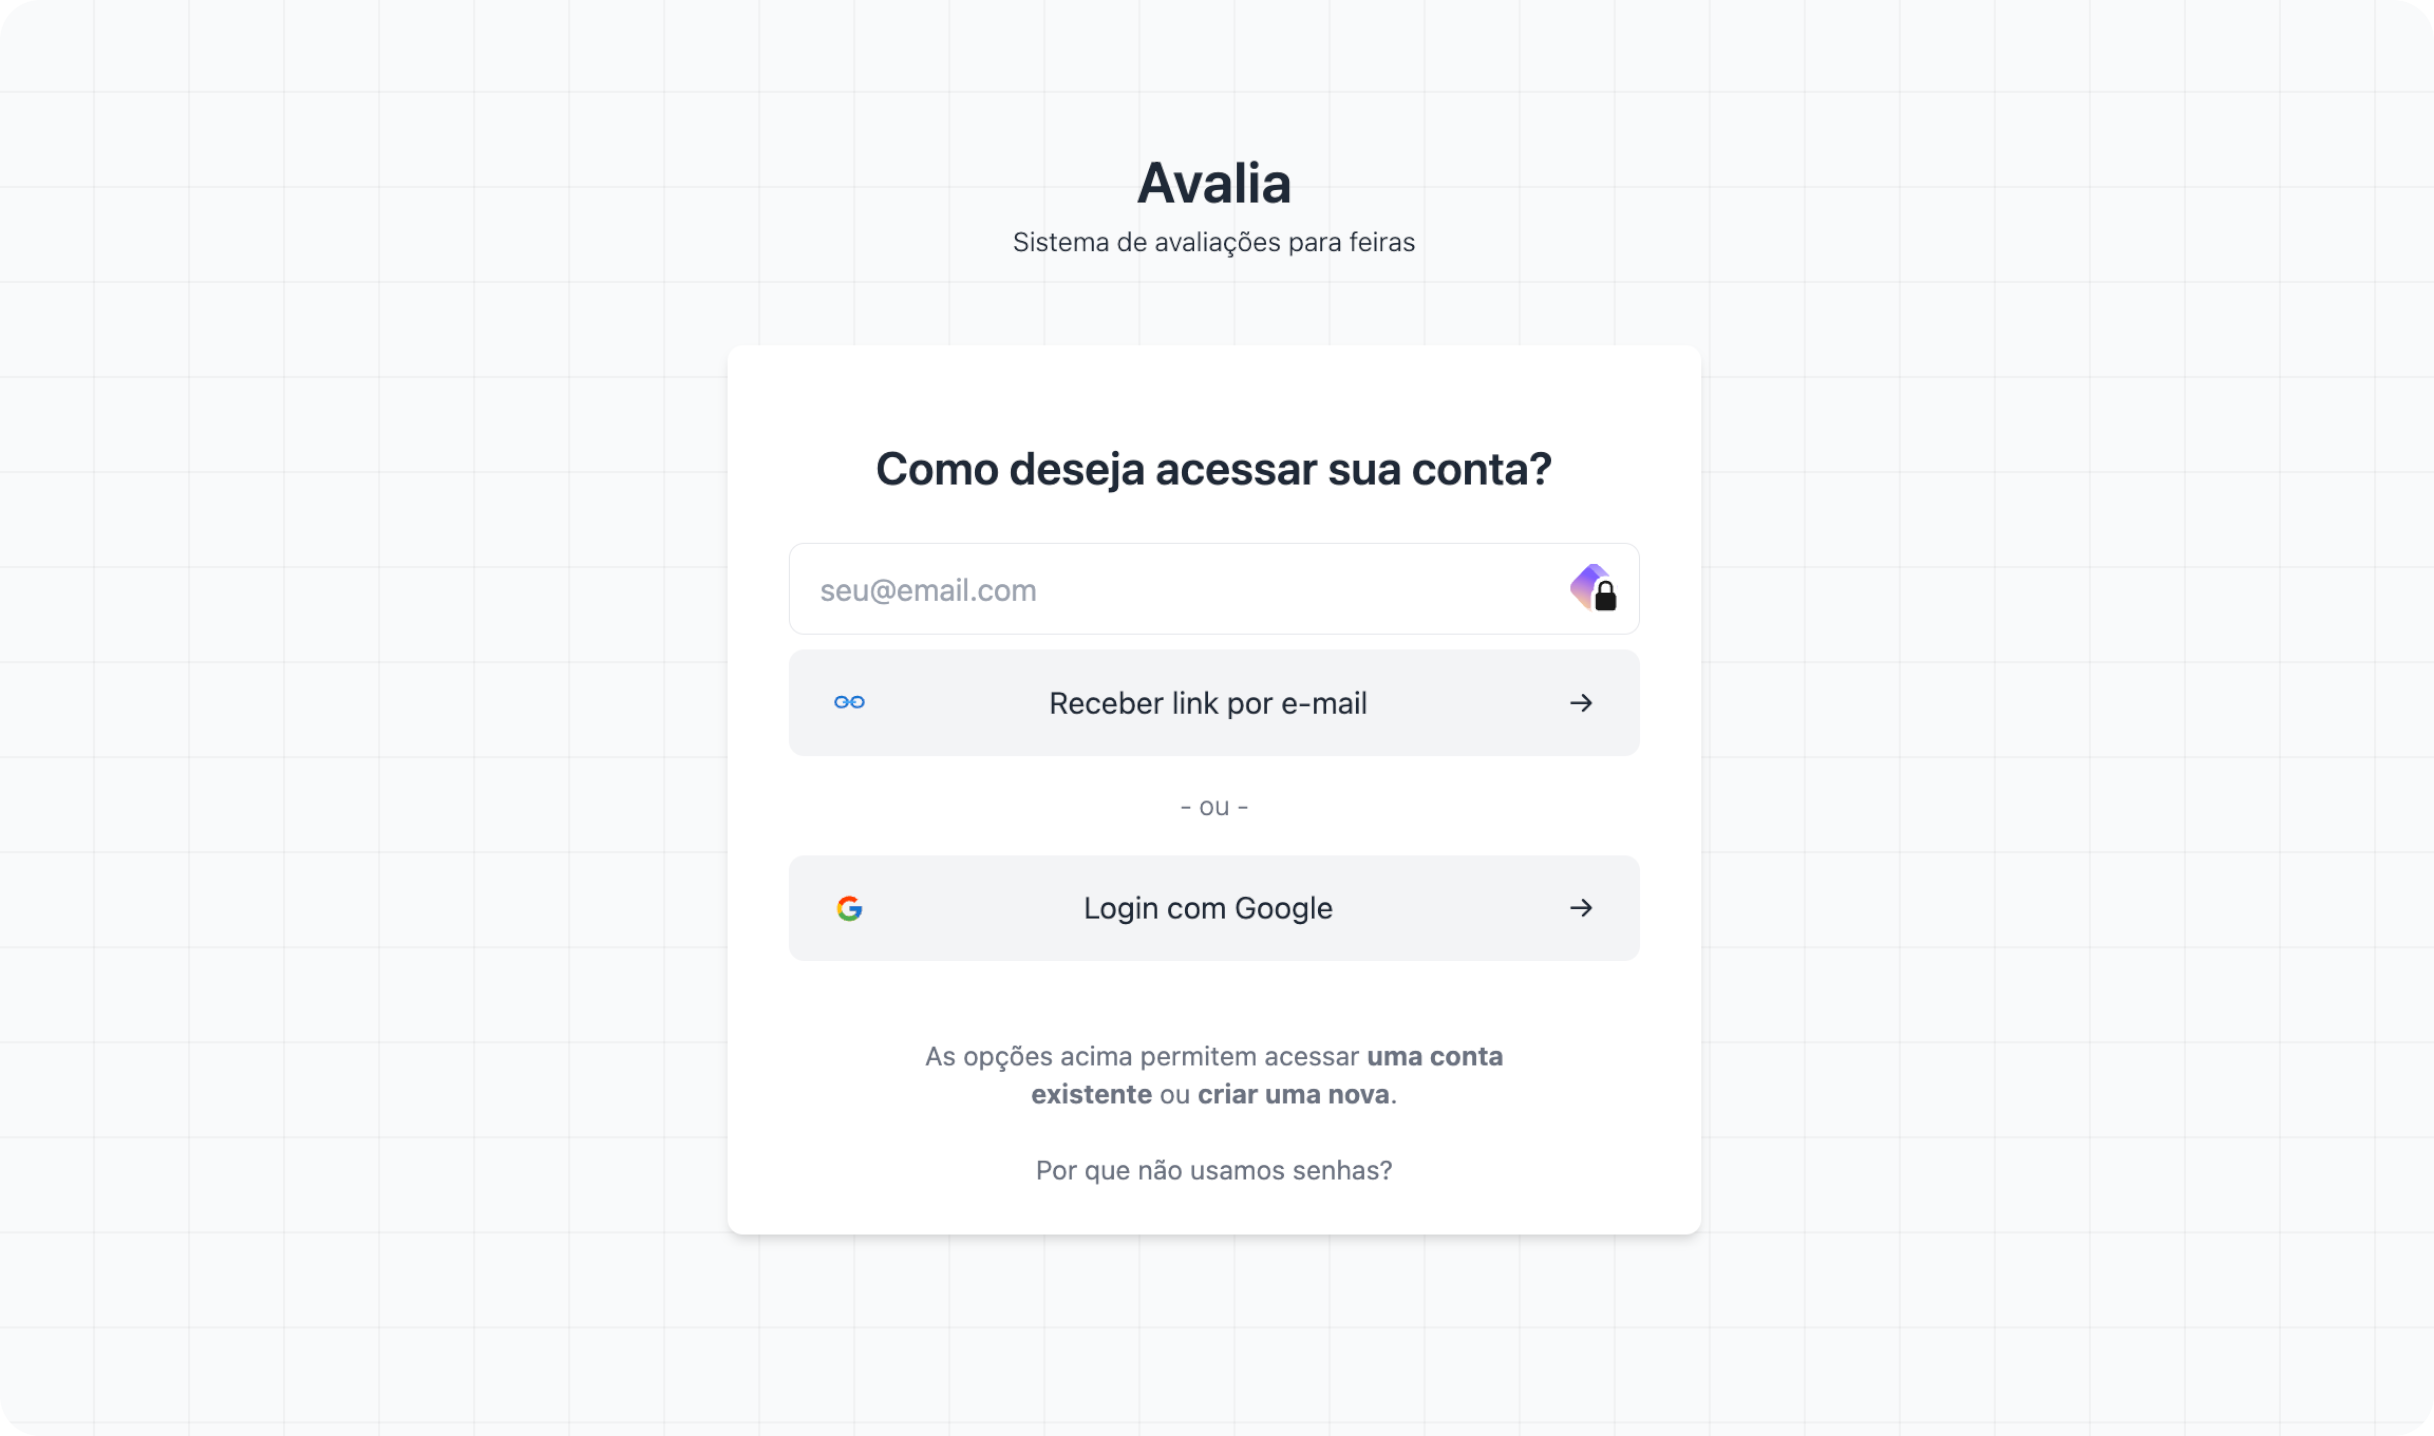 Avalia
Sistema de avaliações para feiras
Como deseja acessar sua conta?
seu@email.com
Receber link por e-mail
- ou -
Login com Google
As opções acima permitem acessar uma conta
existente ou criar uma nova.
Por que não usamos senhas?